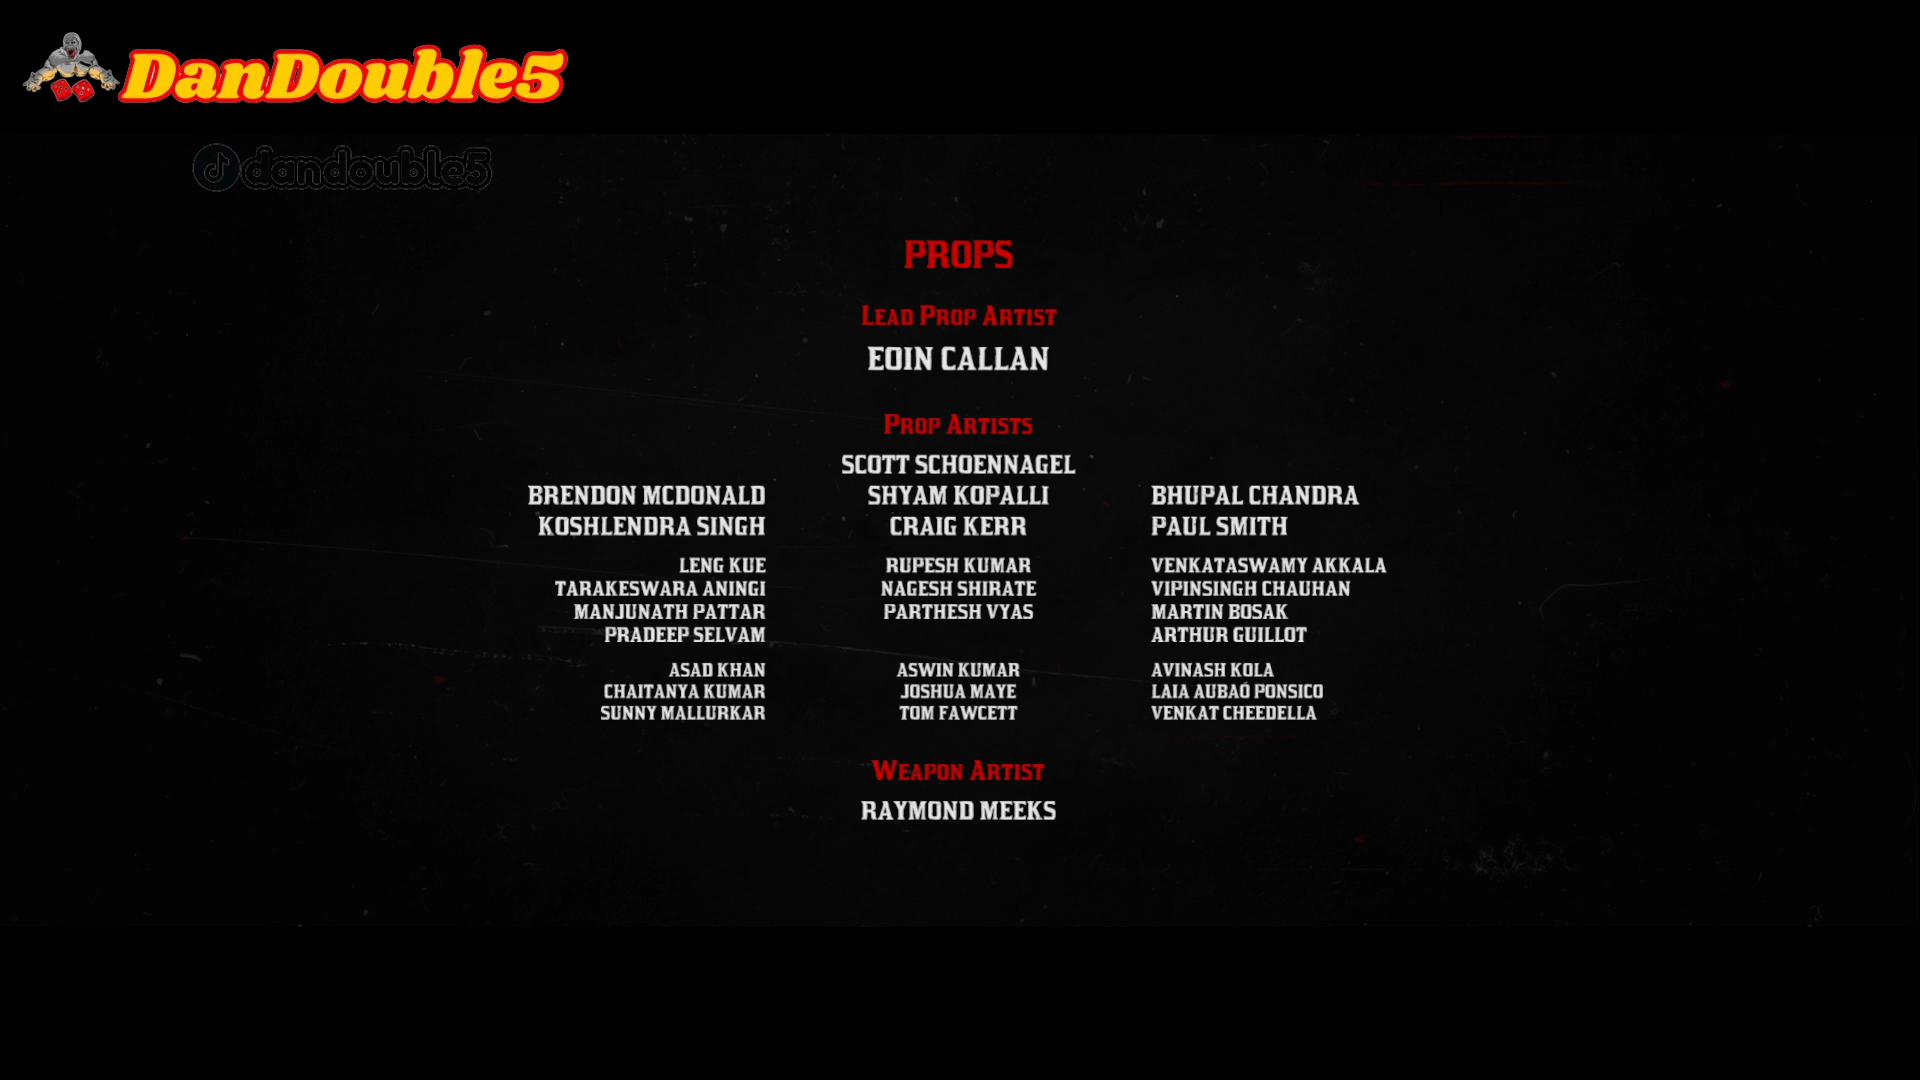 DanDouble5
dandouble5
PROPS
LEAD PROP ARTIST
EOIN CALLAN
PROP ARTISTS
SCOTT SCHOENNAGEL
BRENDON MCDONALD SHYAM KOPALLI BHUPAL CHANDRA
KOSHLENDRA SINGH CRAIG KERR PAUL SMITH
LENG KUE RUPESH KUMAR VENKATASWAMY AKKALA
TARAKESWARA ANINGI NAGESH SHIRATE VIPINSINGH CHAUHAN
MANJUNATH PATTAR PARTHESH VYAS MARTIN BOSAK
PRADEEP SELVAM ARTHUR GUILLOT
ASAD KHAN ASWIN KUMAR AVINASH KOLA
CHAITANYA KUMAR JOSHUA MAYE LAIA AUBAÓ PONSICO
SUNNY MALLURKAR TOM FAWCETT VENKAT CHEEDELLA
WEAPON ARTIST
RAYMOND MEEKS